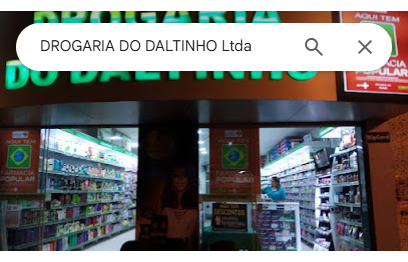 DROGARIA
DROGARIA DO DALTINHO Ltda
DO DALTINHO
AQUI TEM
FARMÁCIA
POPULAR
AQUI TEM
FARMÁCIA
POPULAR
AQUI TEM
FARMÁCIA
POPULAR
DESCONTOS